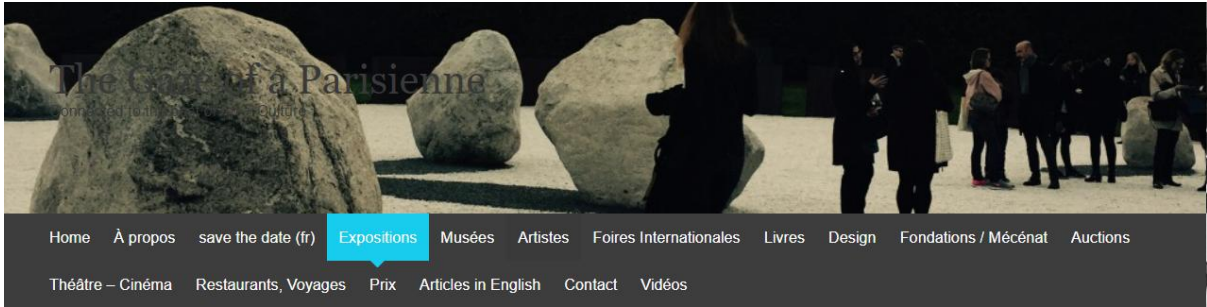 The Gaze of a Parisienne
Home À propos save the date (fr) Expositions Musées Artistes Foires Internationales Livres Design Fondations / Mécénat Auctions
Théâtre – Cinéma Restaurants, Voyages Prix Articles in English Contact Vidéos